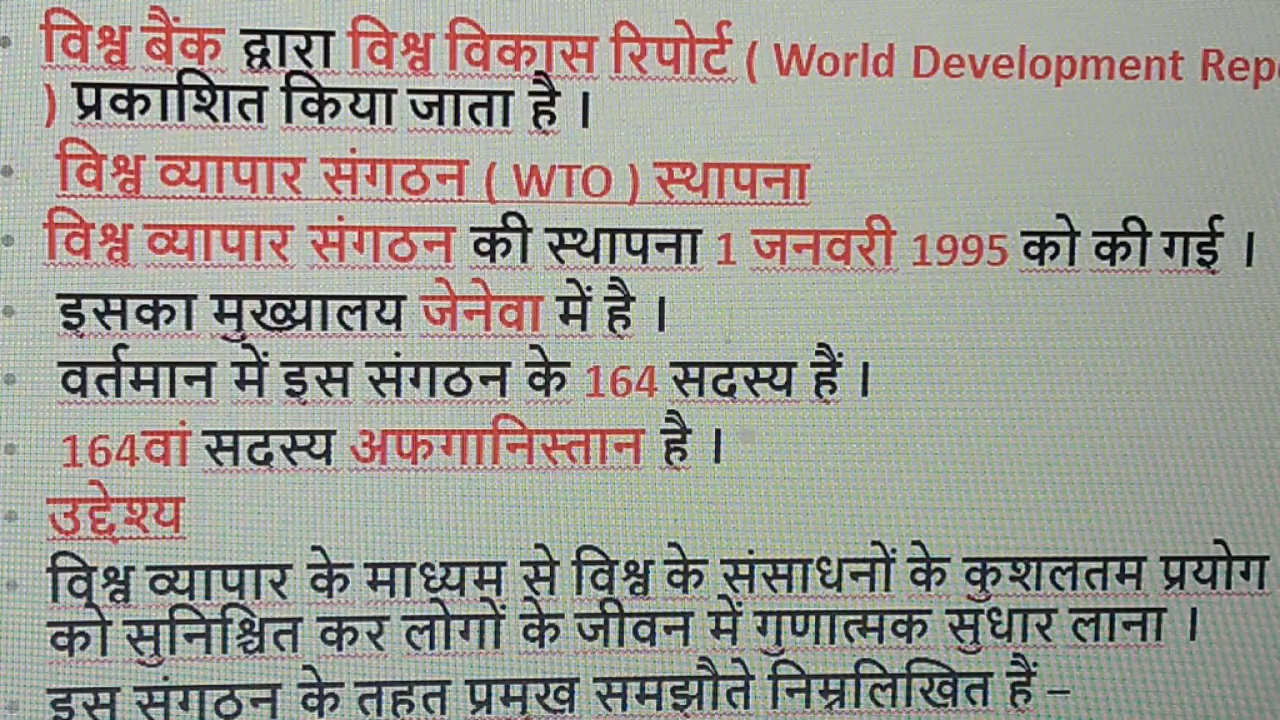 विश्व बैंक द्वारा विश्व विकास रिपोर्ट ( World Development
) प्रकाशित किया जाता है ।
विश्व व्यापार संगठन ( WTO ) स्थापना
विश्व व्यापार संगठन की स्थापना 1 जनवरी 1995 को की गई ।
इसका मुख्यालय जेनेवा में है ।
वर्तमान में इस संगठन के 164 सदस्य हैं ।
164वां सदस्य अफगानिस्तान है ।
उद्देश्य
विश्व व्यापार के माध्यम से विश्व के संसाधनों के कुशलतम प्रयोग
को सुनिश्चित कर लोगों के जीवन में गुणात्मक सुधार लाना ।
इस संगठन के तहत प्रमुख समझौते निम्नलिखित हैं –